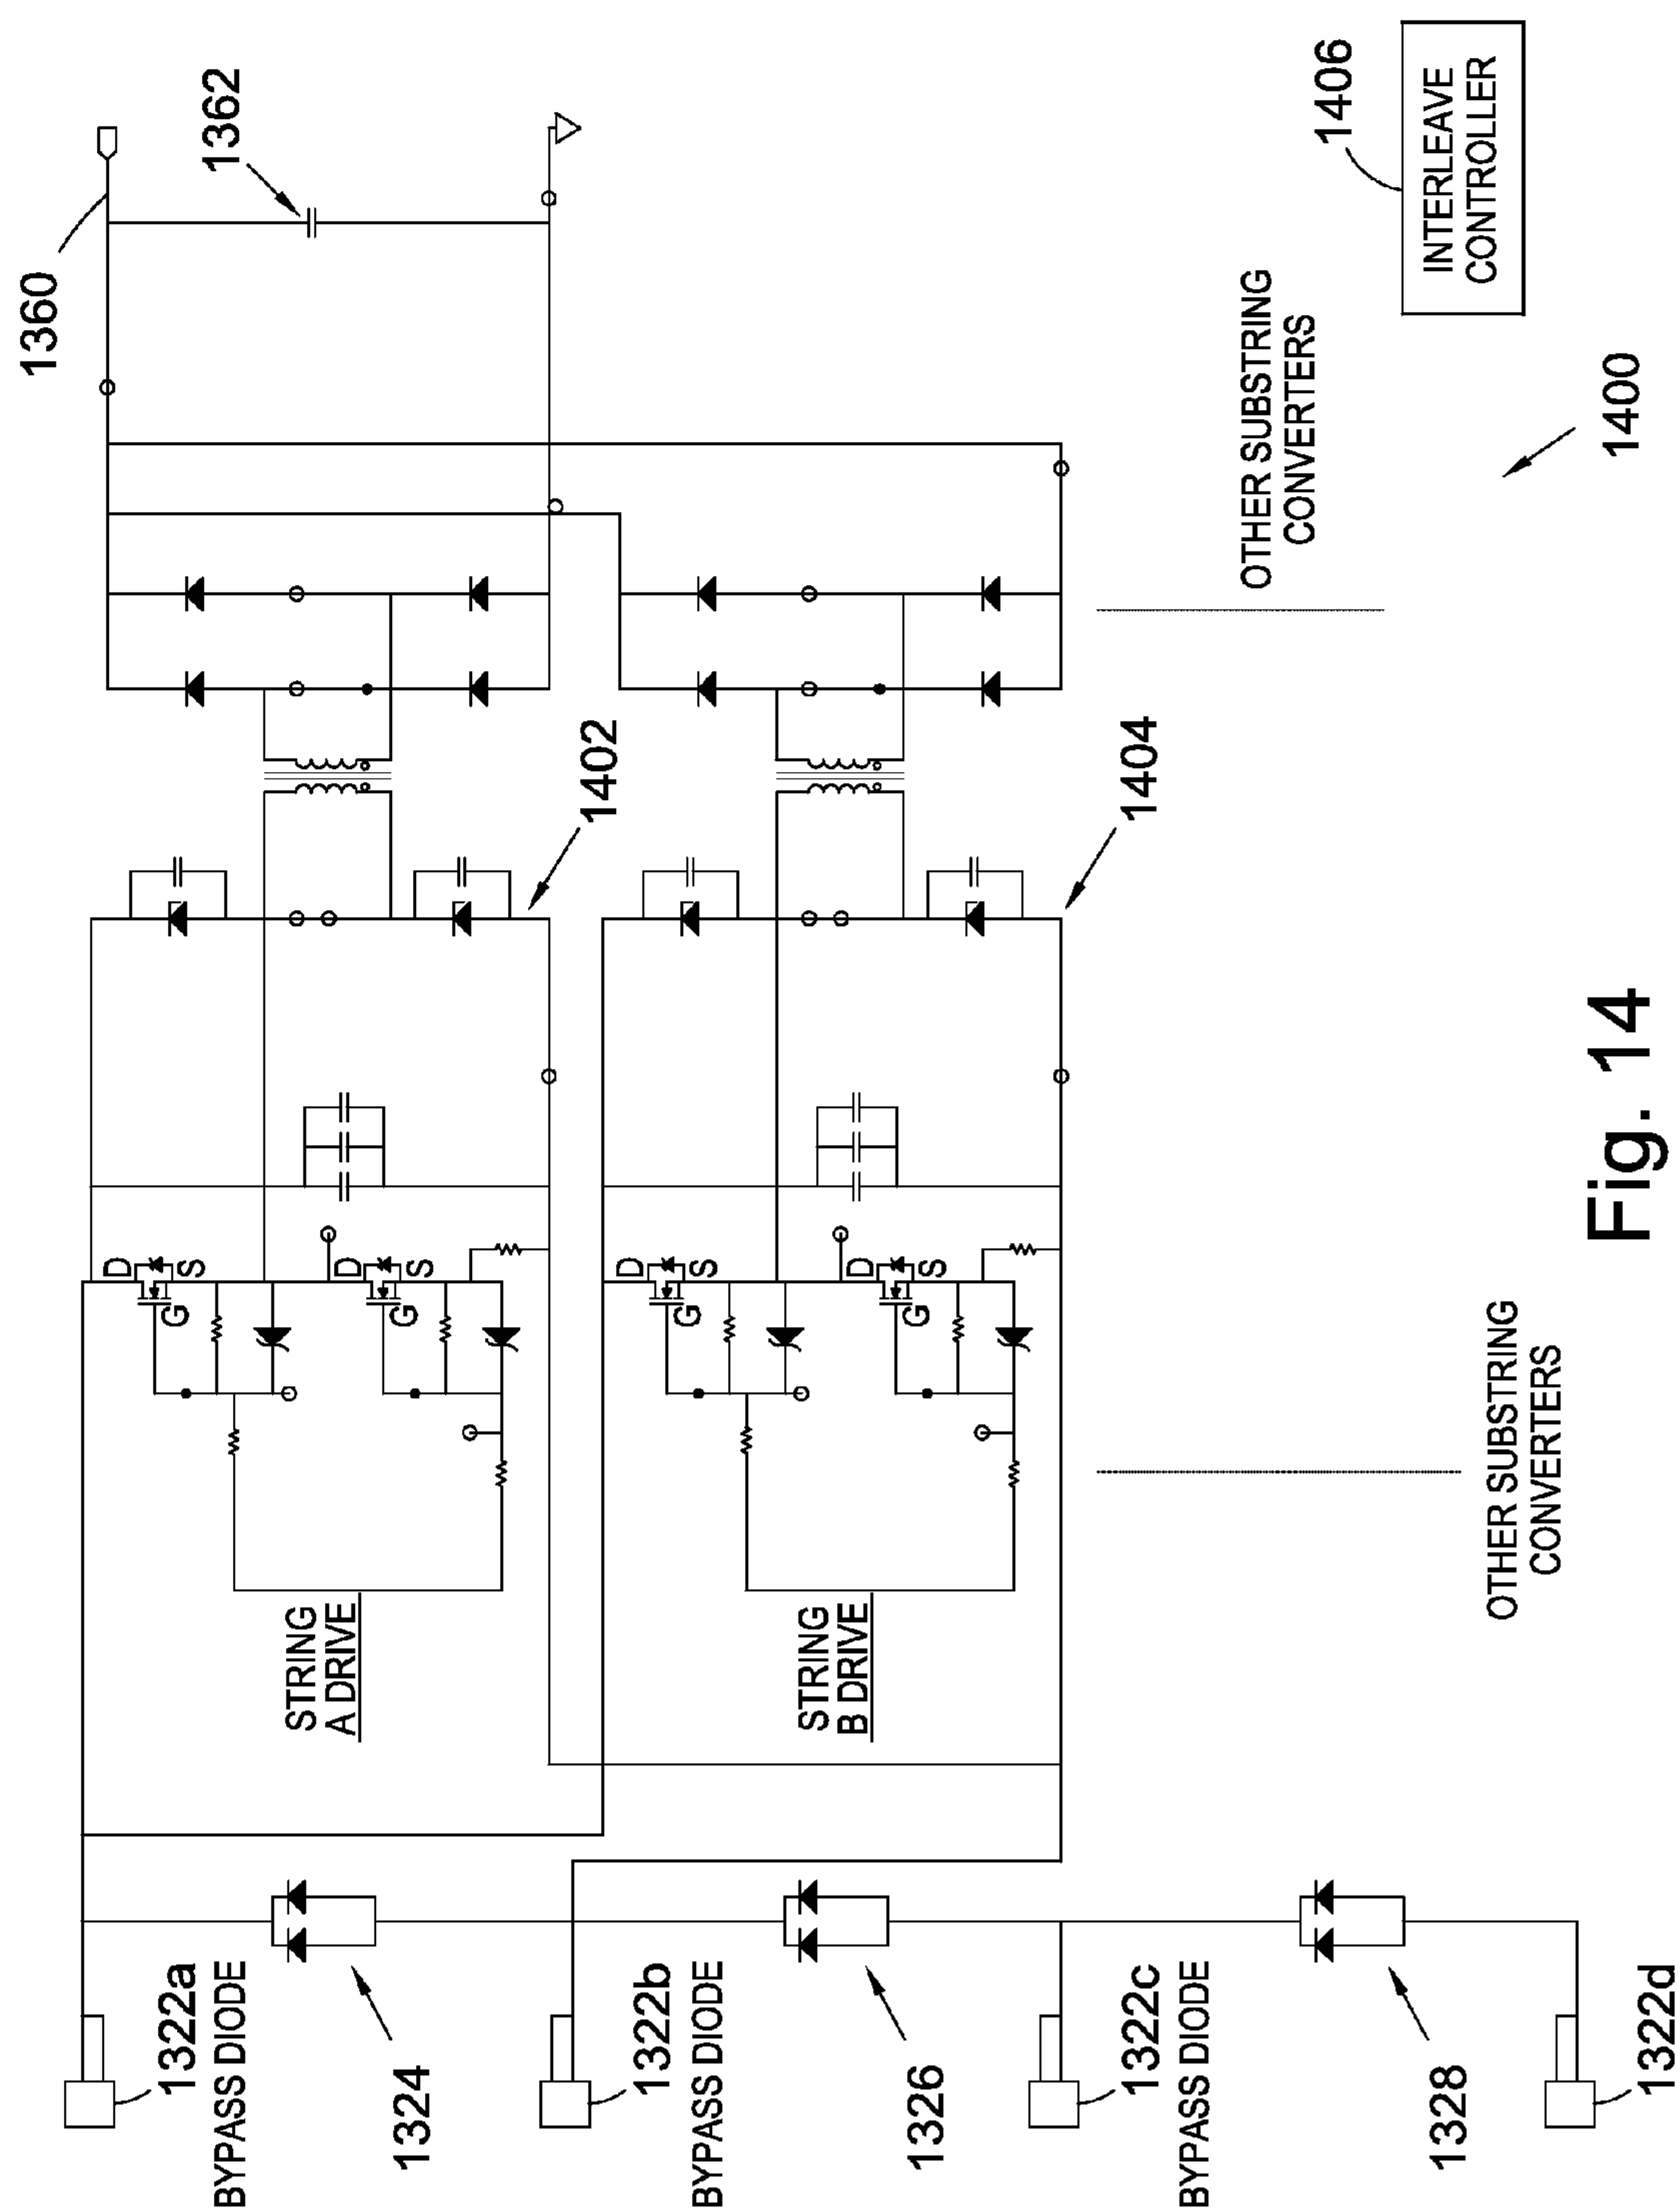 1360
1362
1406
INTERLEAVE
CONTROLLER
OTHER SUBSTRING
CONVERTERS
1400
1402
1404
D
S
G
D
S
G
D
S
G
D
S
G
STRING
A DRIVE
STRING
B DRIVE
OTHER SUBSTRING
CONVERTERS
1322a
BYPASS DIODE
1324
1322b
BYPASS DIODE
1326
1322c
BYPASS DIODE
1328
1322d
Fig. 14